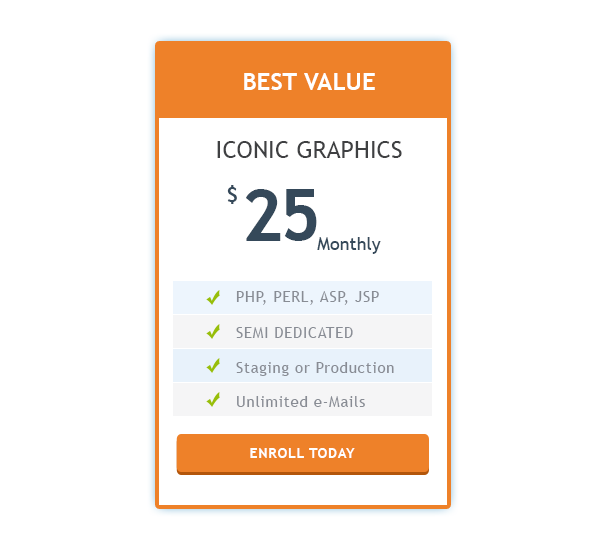 BEST VALUE
ICONIC GRAPHICS
$ 25 Monthly
PHP, PERL, ASP, JSP
SEMI DEDICATED
Staging or Production
Unlimited e-Mails
ENROLL TODAY